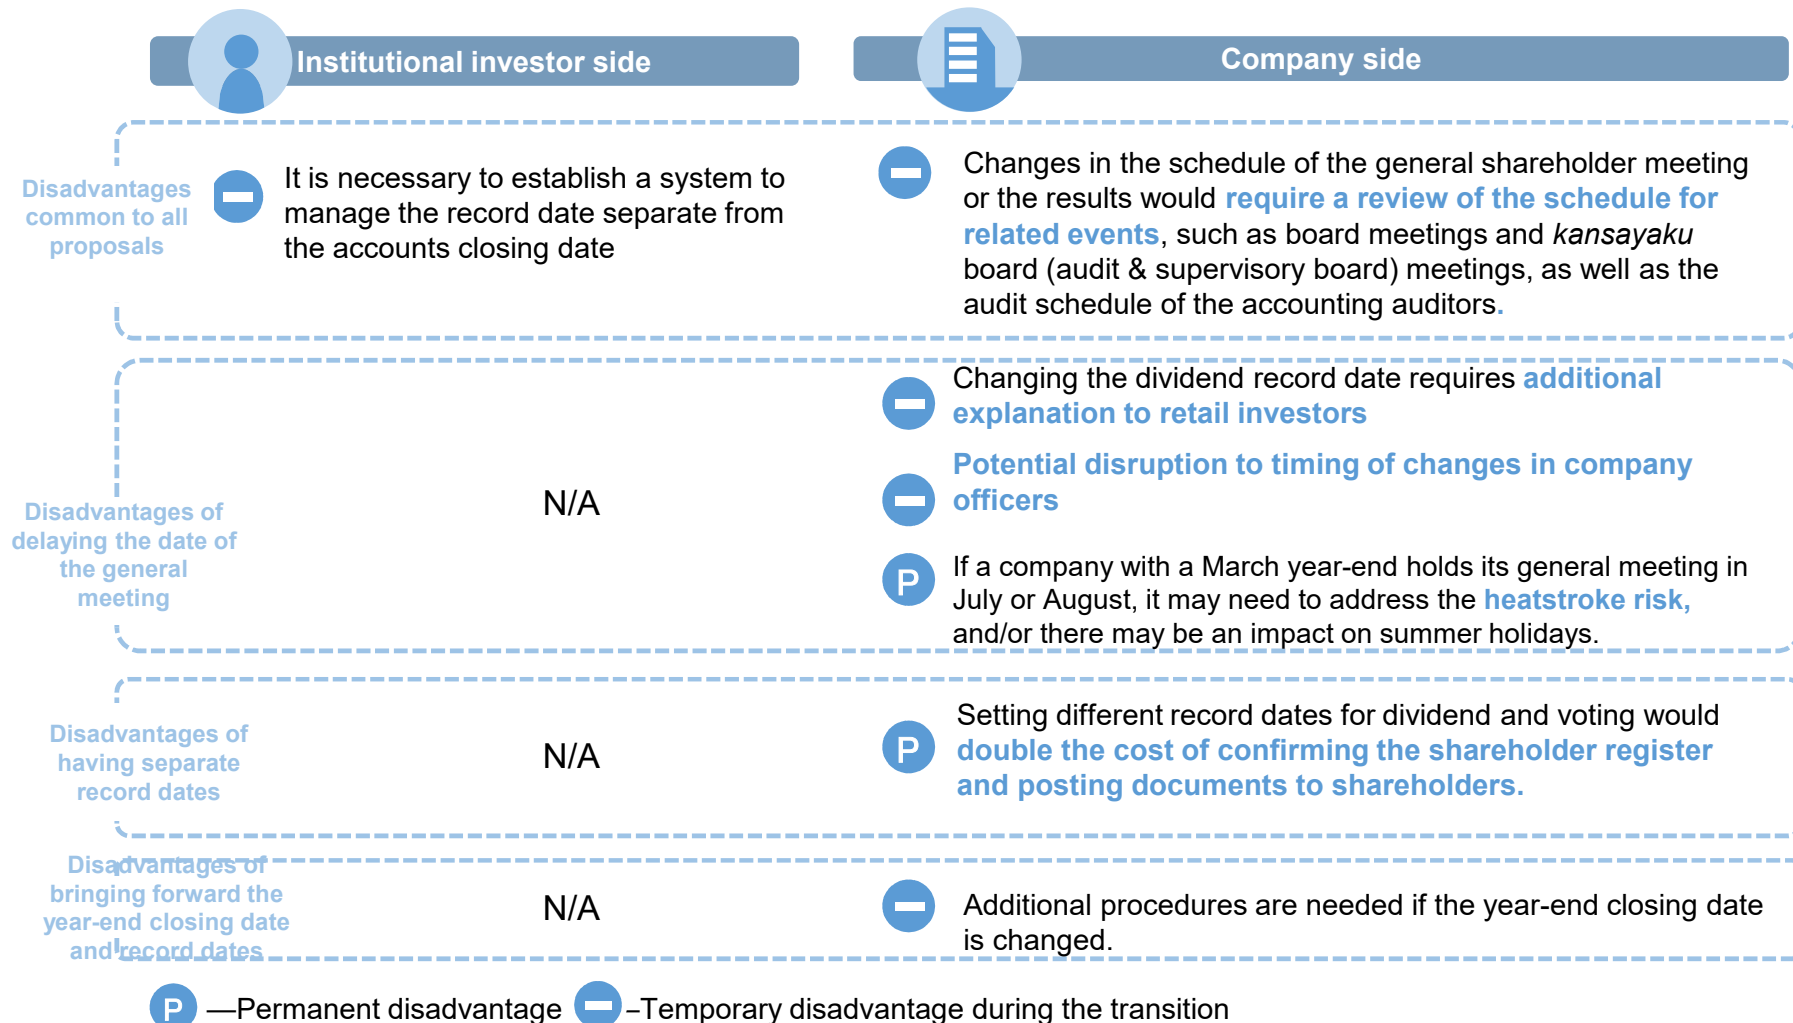 Institutional investor side
Company side
Disadvantages
common to all
proposals
It is necessary to establish a system to
manage the record date separate from
the accounts closing date
Changes in the schedule of the general shareholder meeting
or the results would require a review of the schedule for
related events, such as board meetings and kansayaku
board (audit & supervisory board) meetings, as well as the
audit schedule of the accounting auditors.
Disadvantages of
delaying the date of
the general
meeting
N/A
Changing the dividend record date requires additional
explanation to retail investors
Potential disruption to timing of changes in company
officers
P
If a company with a March year-end holds its general meeting in
July or August, it may need to address the heatstroke risk,
and/or there may be an impact on summer holidays.
Disadvantages of
having separate
record dates
N/A
P
Setting different record dates for dividend and voting would
double the cost of confirming the shareholder register
and posting documents to shareholders.
Disadvantages of
bringing forward the
year-end closing date
and record dates
N/A
Additional procedures are needed if the year-end closing date
is changed.
P —Permanent disadvantage –Temporary disadvantage during the transition